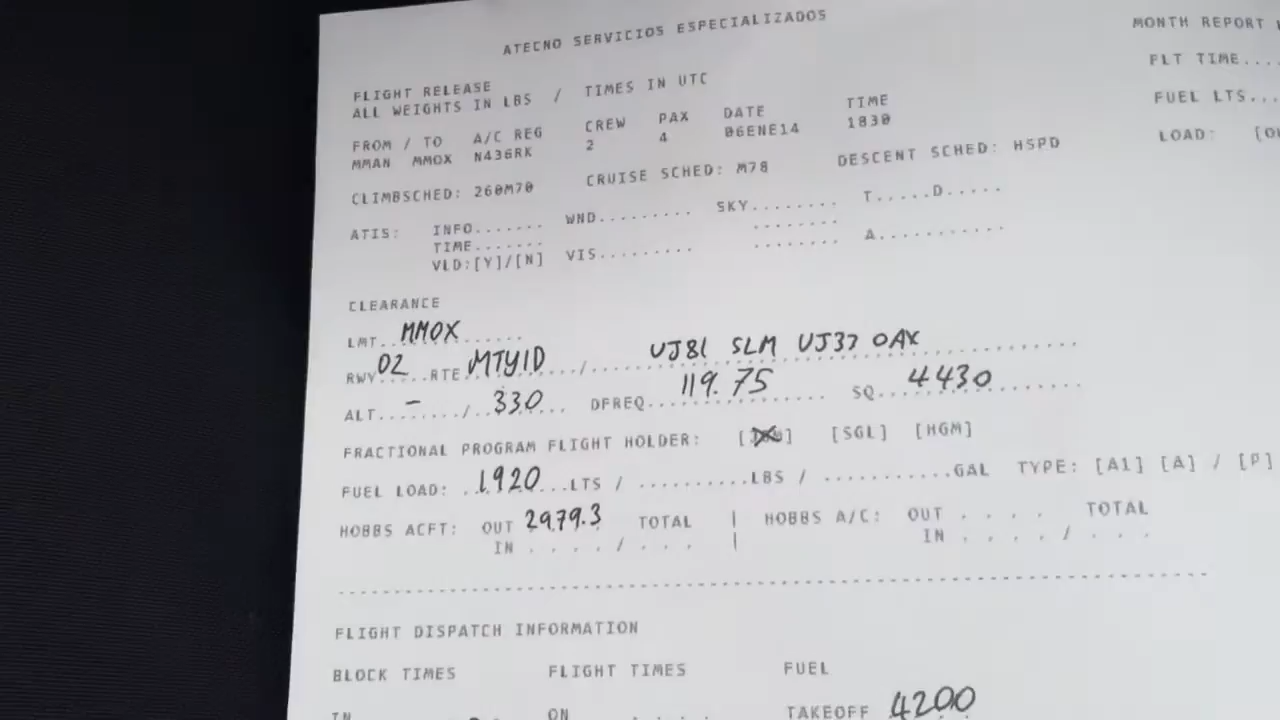 ATECNO SERVICIOS ESPECIALIZADOS
MONTH REPORT
FLIGHT RELEASE
ALL WEIGHTS IN LBS / TIMES IN UTC
FLT TIME....
FUEL LTS...
FROM / TO A/C REG CREW PAX DATE TIME
MMAN MMOX N436RK 2 4 06ENE14 1830
LOAD:
CLIMBSCHED: 260M70 CRUISE SCHED: M78 DESCENT SCHED: HSPD
ATIS: INFO....... WND......... SKY........ T.....D.....
TIME....... ........
VLD:[Y]/[N] VIS......... ........ A...........
CLEARANCE
LMT MMOX
RWY 02 RTE MTY1D / UJ81 SLM UJ37 OAX
ALT - / 330 DFREQ 119.75 SQ 4430
FRACTIONAL PROGRAM FLIGHT HOLDER: [SGL] [HGM]
FUEL LOAD: 1920 LTS / ..........LBS / ...........GAL TYPE: [A1] [A] / [P]
HOBBS ACFT: OUT 2979.3 TOTAL | HOBBS A/C: OUT . . . . TOTAL
IN . . . . / . . . | IN . . . . / . . .
FLIGHT DISPATCH INFORMATION
BLOCK TIMES FLIGHT TIMES FUEL
IN ON . . . . TAKEOFF 4200